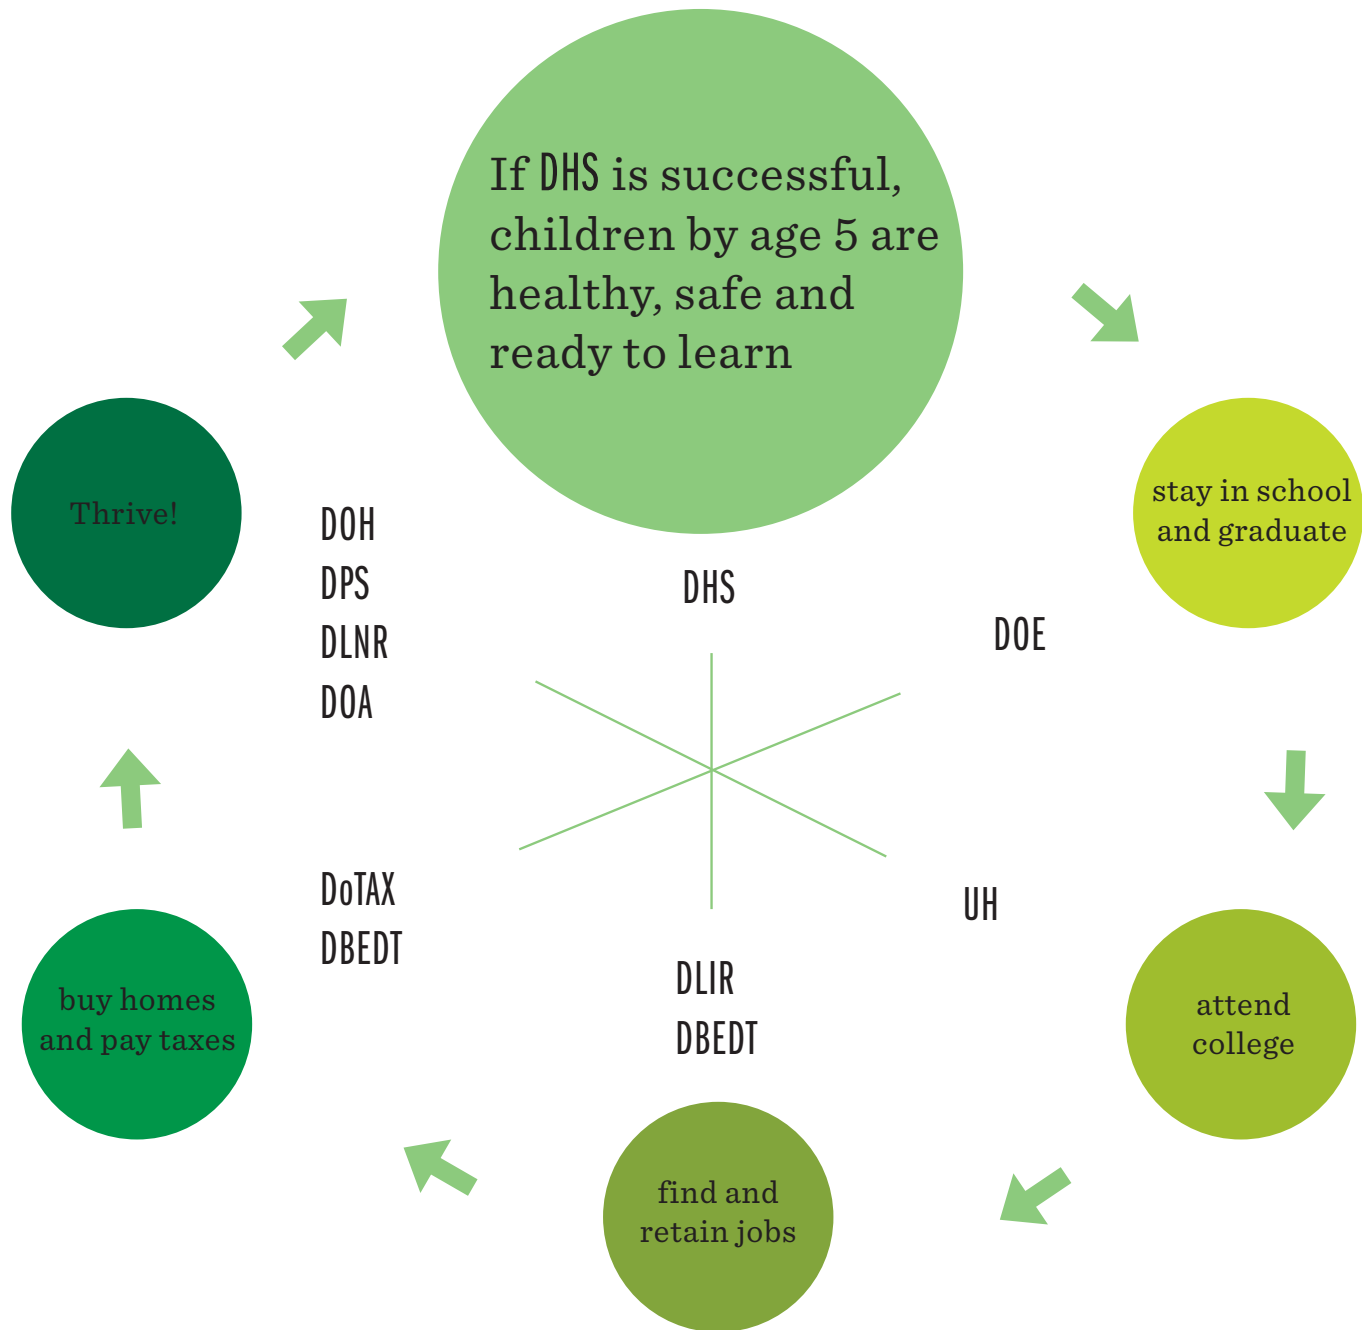 If DHS is successful,
children by age 5 are
healthy, safe and
ready to learn
stay in school
and graduate
attend
college
find and
retain jobs
buy homes
and pay taxes
Thrive!
DHS
DOE
UH
DLIR
DBEDT
DoTAX
DBEDT
DOH
DPS
DLNR
DOA